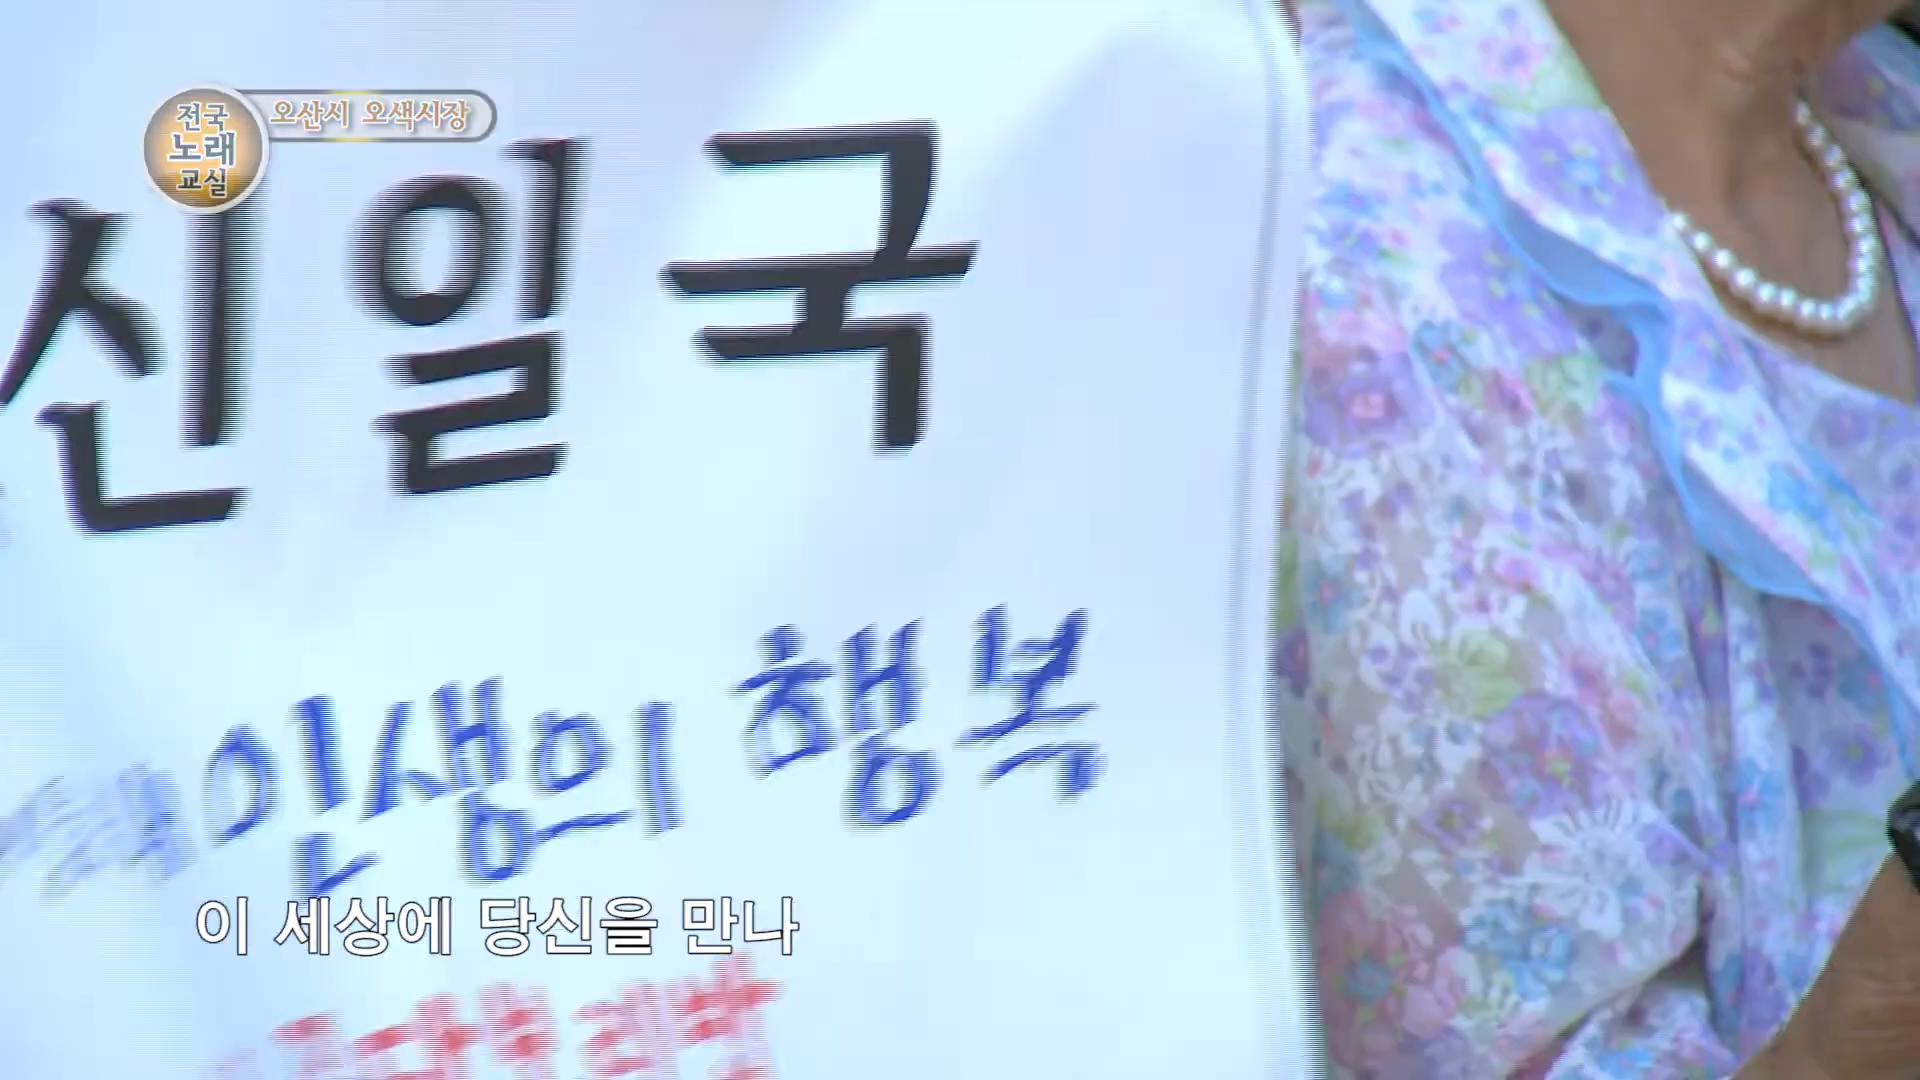 전국
노래
교실
오산시 오색시장
신일국
인생의 행복
이 세상에 당신을 만나